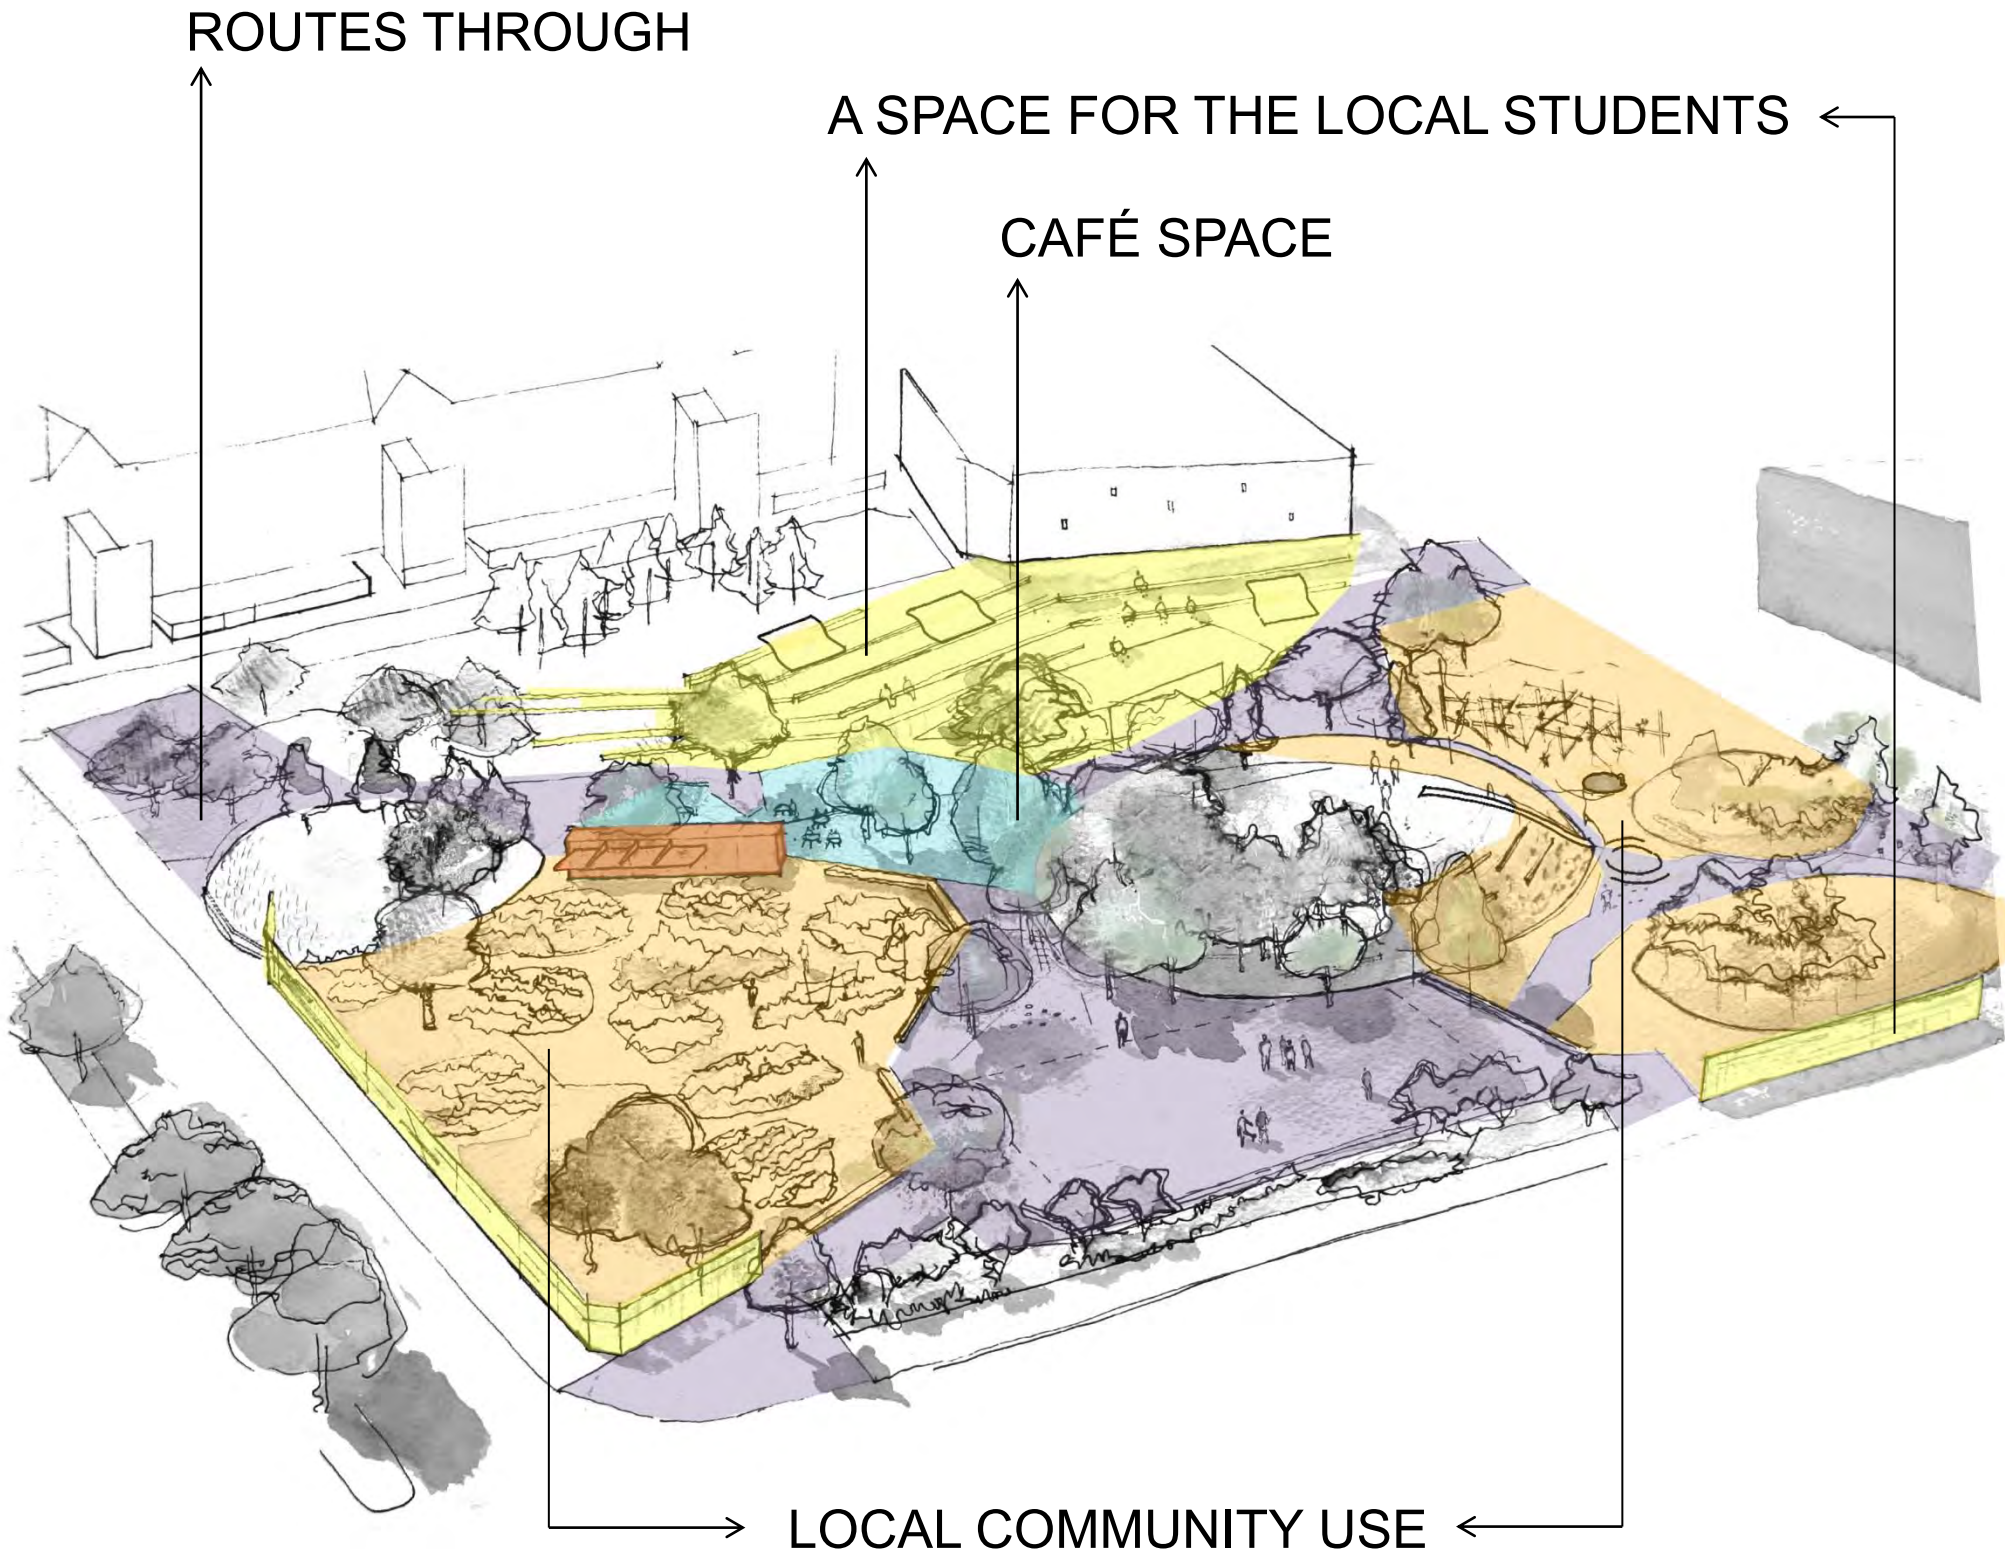 ROUTES THROUGH
A SPACE FOR THE LOCAL STUDENTS
CAFÉ SPACE
LOCAL COMMUNITY USE